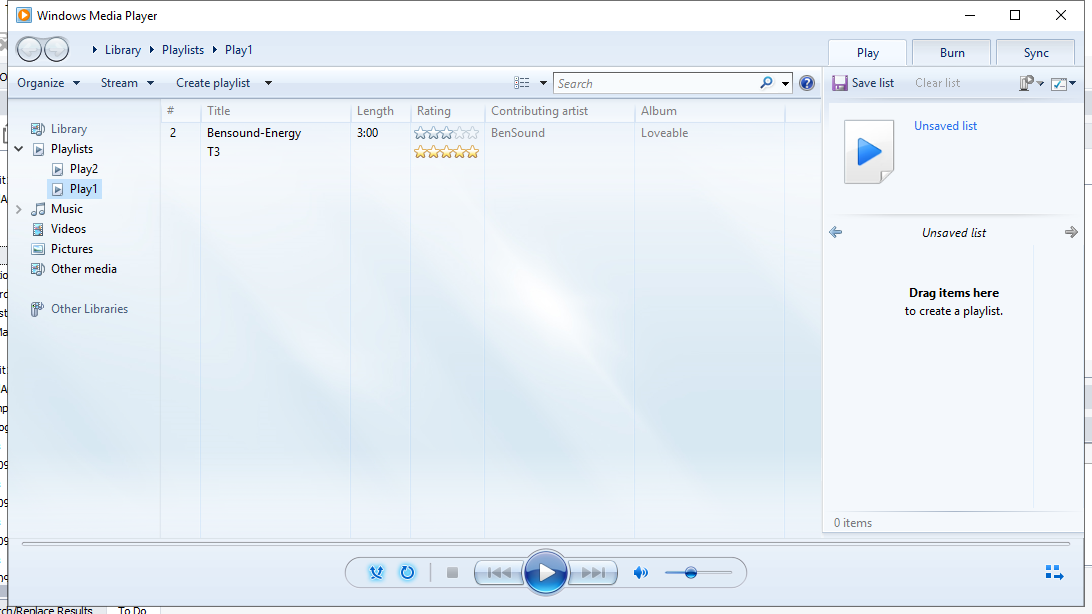 Windows Media Player
Library Playlists Play1
Play Burn Sync
Organize Stream Create playlist
Search
Save list Clear list
# Title Length Rating Contributing artist Album
2 Bensound-Energy 3:00 BenSound Loveable
T3
Library
Playlists
Play2
Play1
Music
Videos
Pictures
Other media
Other Libraries
Unsaved list
Unsaved list
Drag items here
to create a playlist.
0 items
rch/Replace Results To Do